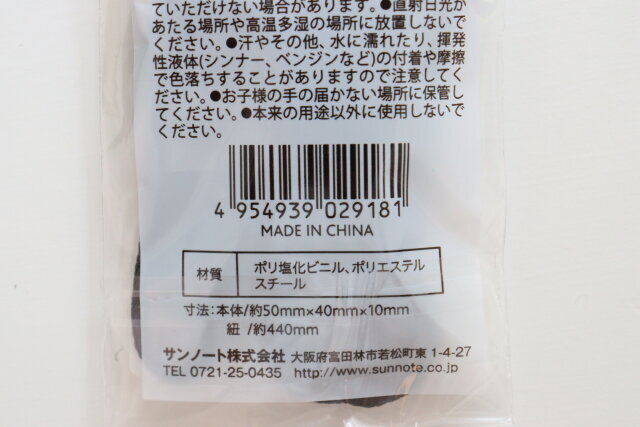 ていただけない場合があります。●直射日光が
あたる場所や高温多湿の場所に放置しないで
ください。●汗やその他、水に濡れたり、揮発
性液体(シンナー、ベンジンなど)の付着や摩擦
で色落ちすることがありますので注意してく
ださい。●お子様の手の届かない場所に保管し
てください。●本来の用途以外に使用しないで
ください。
4 954939 029181
MADE IN CHINA
材質 ポリ塩化ビニル、ポリエステル
スチール
寸法:本体/約50mm×40mm×10mm
紐 /約440mm
サンノート株式会社 大阪府富田林市若松町東 1-4-27
TEL 0721-25-0435 http://www.sunnote.co.jp